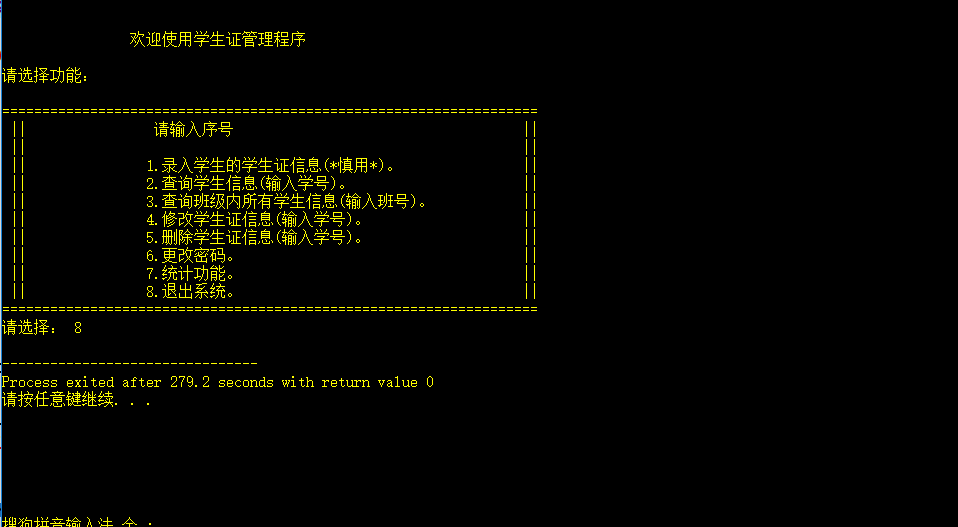 欢迎使用学生证管理程序
请选择功能:
===================================================================
|| 请输入序号 ||
|| ||
|| 1.录入学生的学生证信息(*慎用*)。 ||
|| 2.查询学生信息(输入学号)。 ||
|| 3.查询班级内所有学生信息(输入班号)。 ||
|| 4.修改学生证信息(输入学号)。 ||
|| 5.删除学生证信息(输入学号)。 ||
|| 6.更改密码。 ||
|| 7.统计功能。 ||
|| 8.退出系统。 ||
===================================================================
请选择: 8
--------------------------------
Process exited after 279.2 seconds with return value 0
请按任意键继续. . .
搜狗拼音输入法 全 :